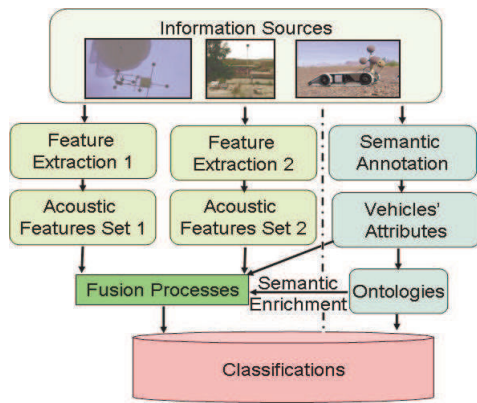 Information Sources
Feature
Extraction 1
Feature
Extraction 2
Semantic
Annotation
Acoustic
Features Set 1
Acoustic
Features Set 2
Vehicles'
Attributes
Fusion Processes
Semantic
Enrichment
Ontologies
Classifications